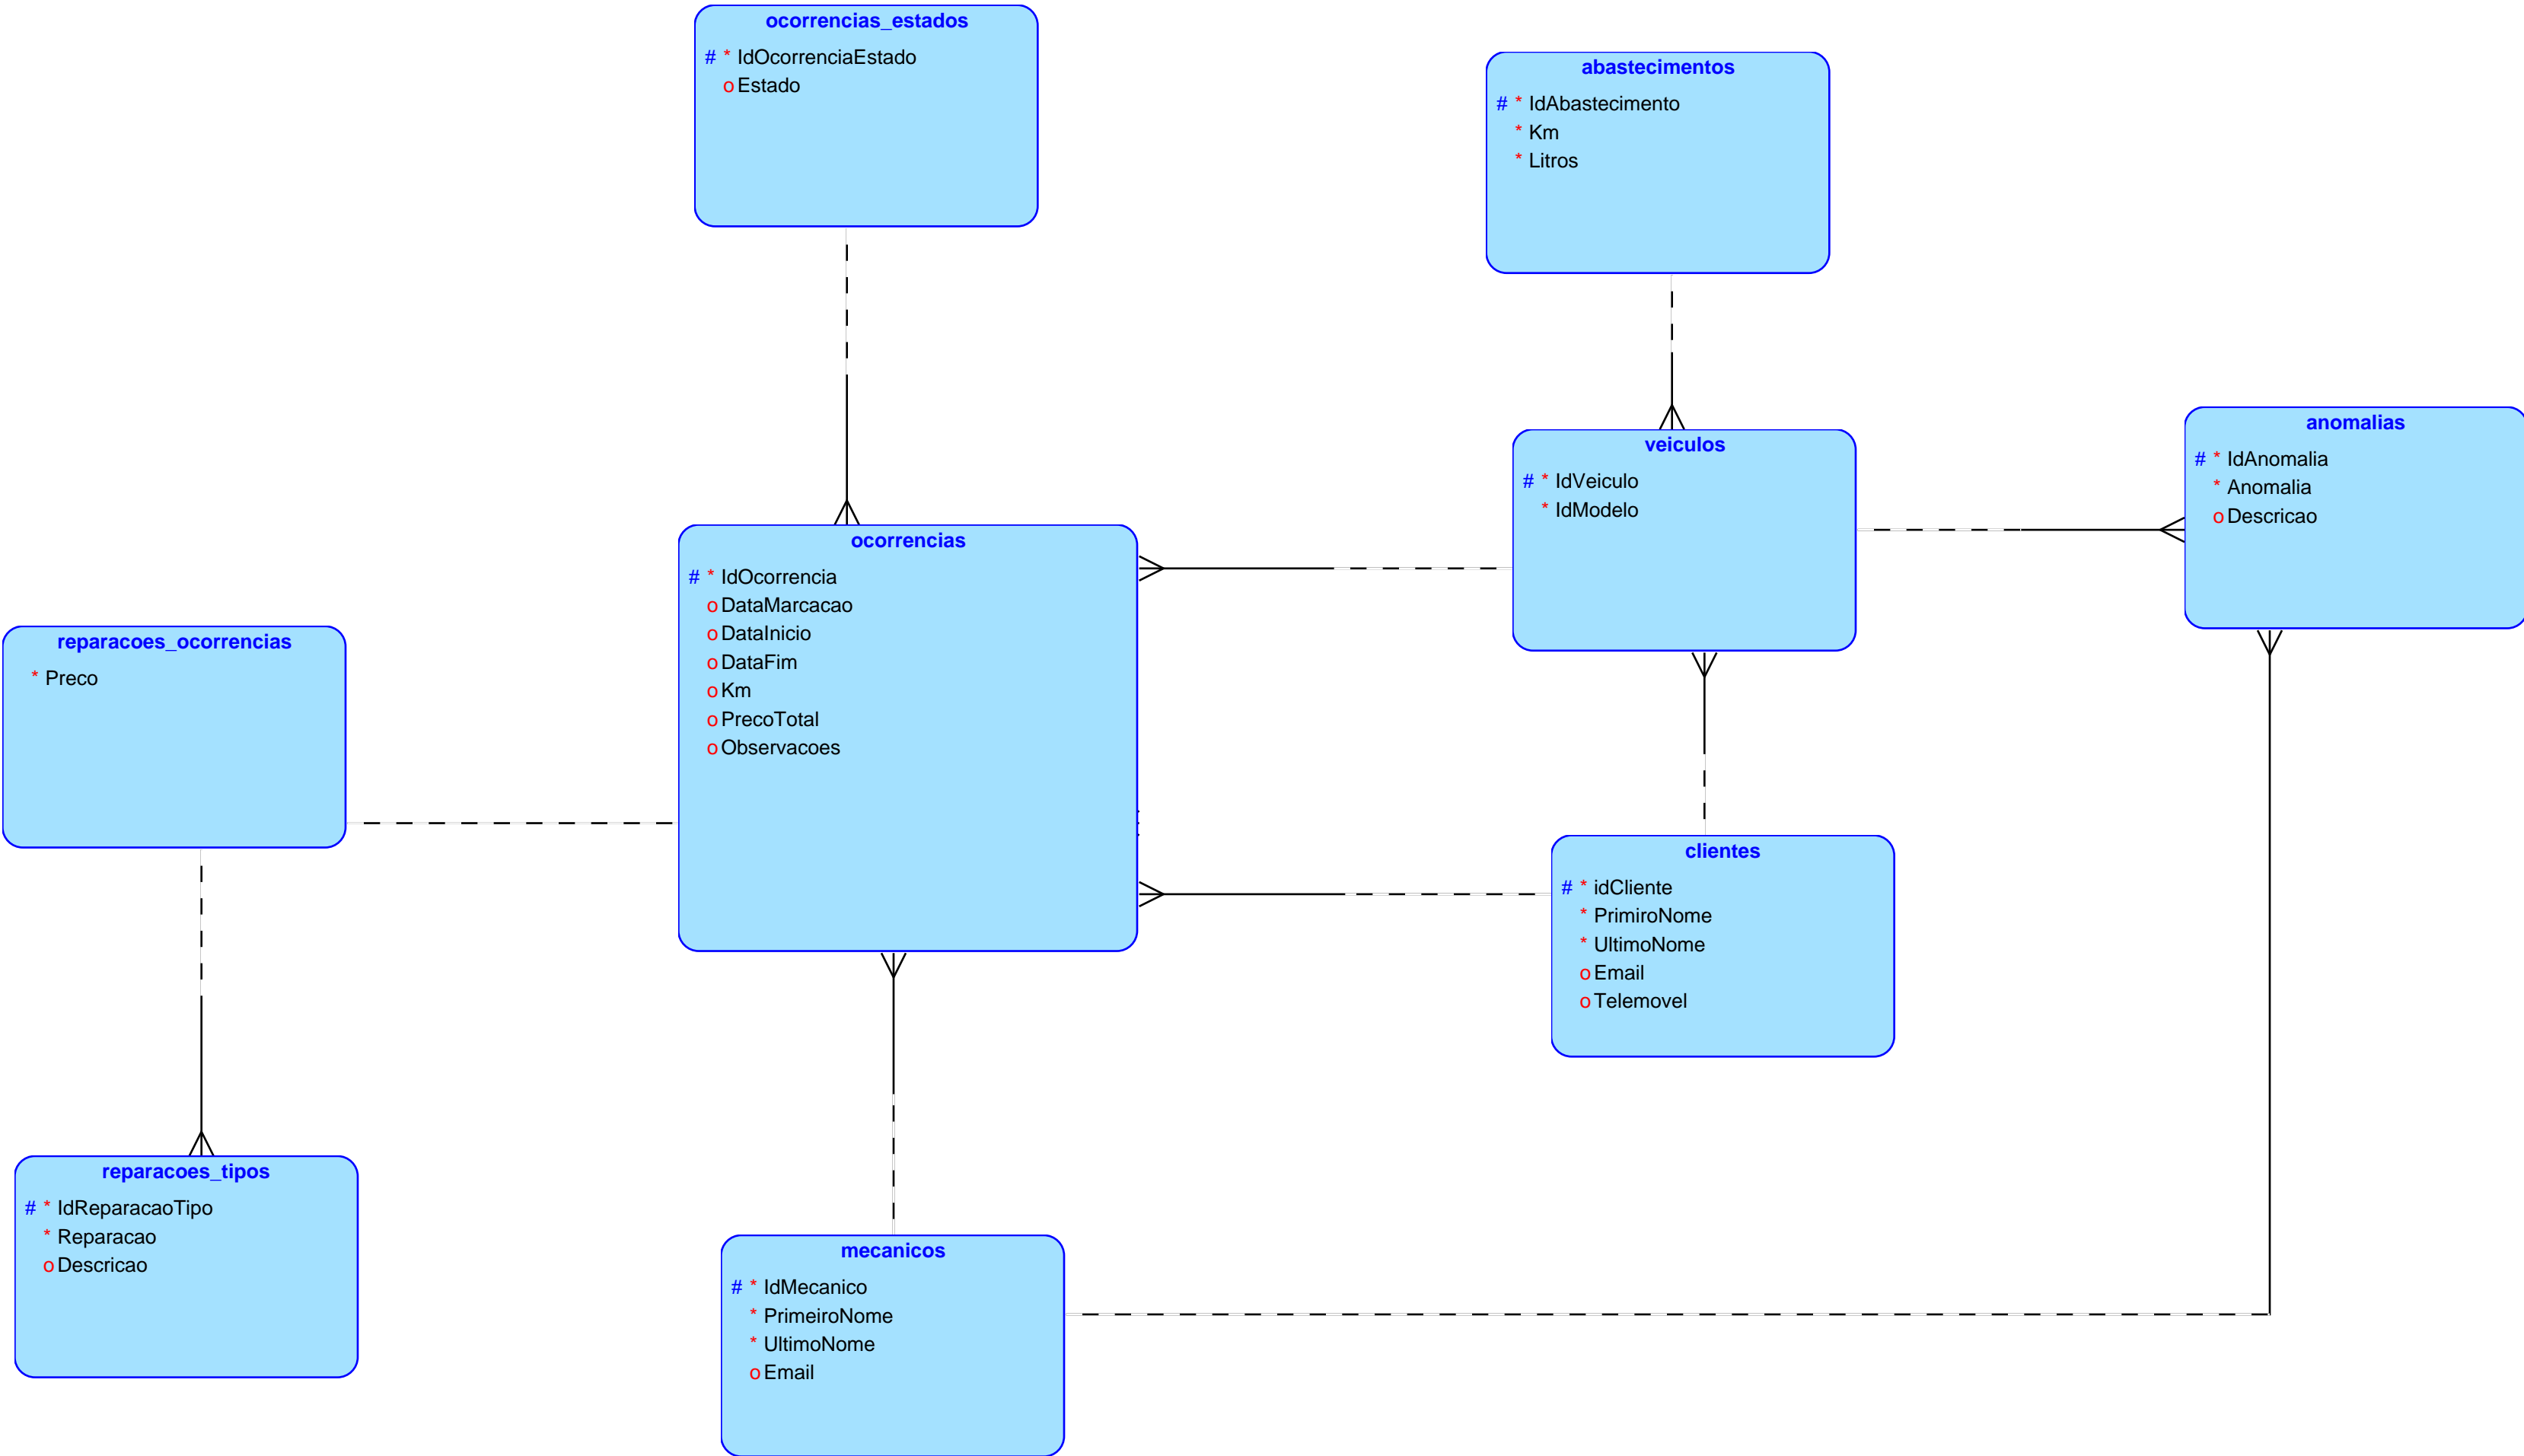 ocorrencias_estados
# * IdOcorrenciaEstado
o Estado
abastecimentos
# * IdAbastecimento
* Km
* Litros
anomalias
# * IdAnomalia
* Anomalia
o Descricao
veiculos
# * IdVeiculo
* IdModelo
ocorrencias
# * IdOcorrencia
o DataMarcacao
o DataInicio
o DataFim
o Km
o PrecoTotal
o Observacoes
reparacoes_ocorrencias
* Preco
clientes
# * idCliente
* PrimiroNome
* UltimoNome
o Email
o Telemovel
reparacoes_tipos
# * IdReparacaoTipo
* Reparacao
o Descricao
mecanicos
# * IdMecanico
* PrimeiroNome
* UltimoNome
o Email